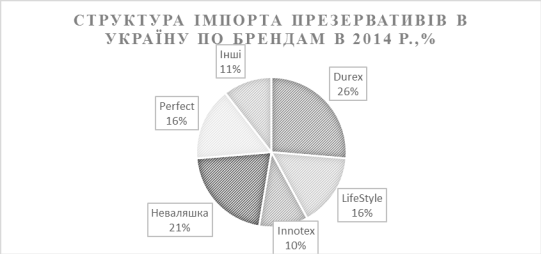 СТРУКТУРА ІМПОРТА ПРЕЗЕРВАТИВІВ В
УКРАЇНУ ПО БРЕНДАМ В 2014 Р.,%
Інші
11%
Durex
26%
Perfect
16%
LifeStyle
16%
Неваляшка
21%
Innotex
10%